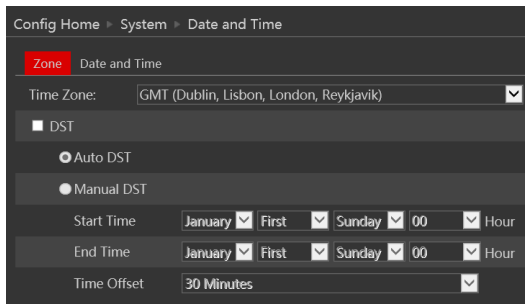 Config Home ▸ System ▸ Date and Time
Zone Date and Time
Time Zone: GMT (Dublin, Lisbon, London, Reykjavik)
DST
Auto DST
Manual DST
Start Time January First Sunday 00 Hour
End Time January First Sunday 00 Hour
Time Offset 30 Minutes